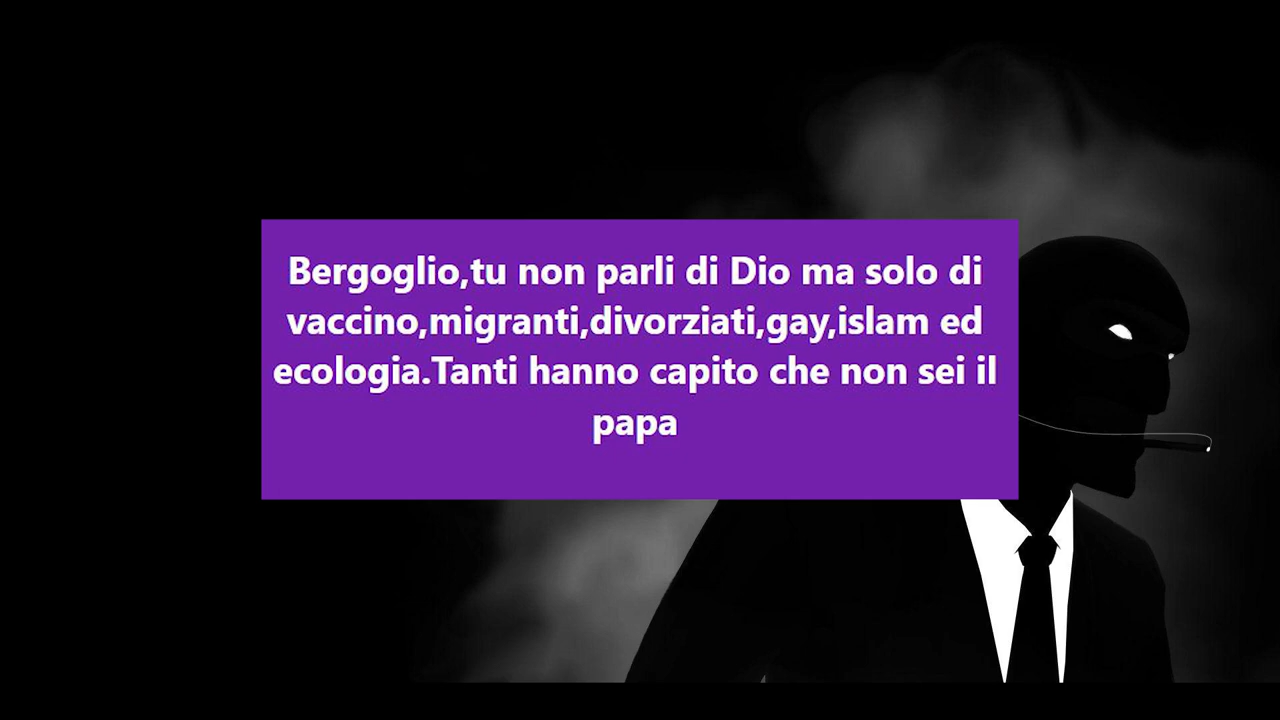 Bergoglio,tu non parli di Dio ma solo di
vaccino,migranti,divorziati,gay,islam ed
ecologia.Tanti hanno capito che non sei il
papa